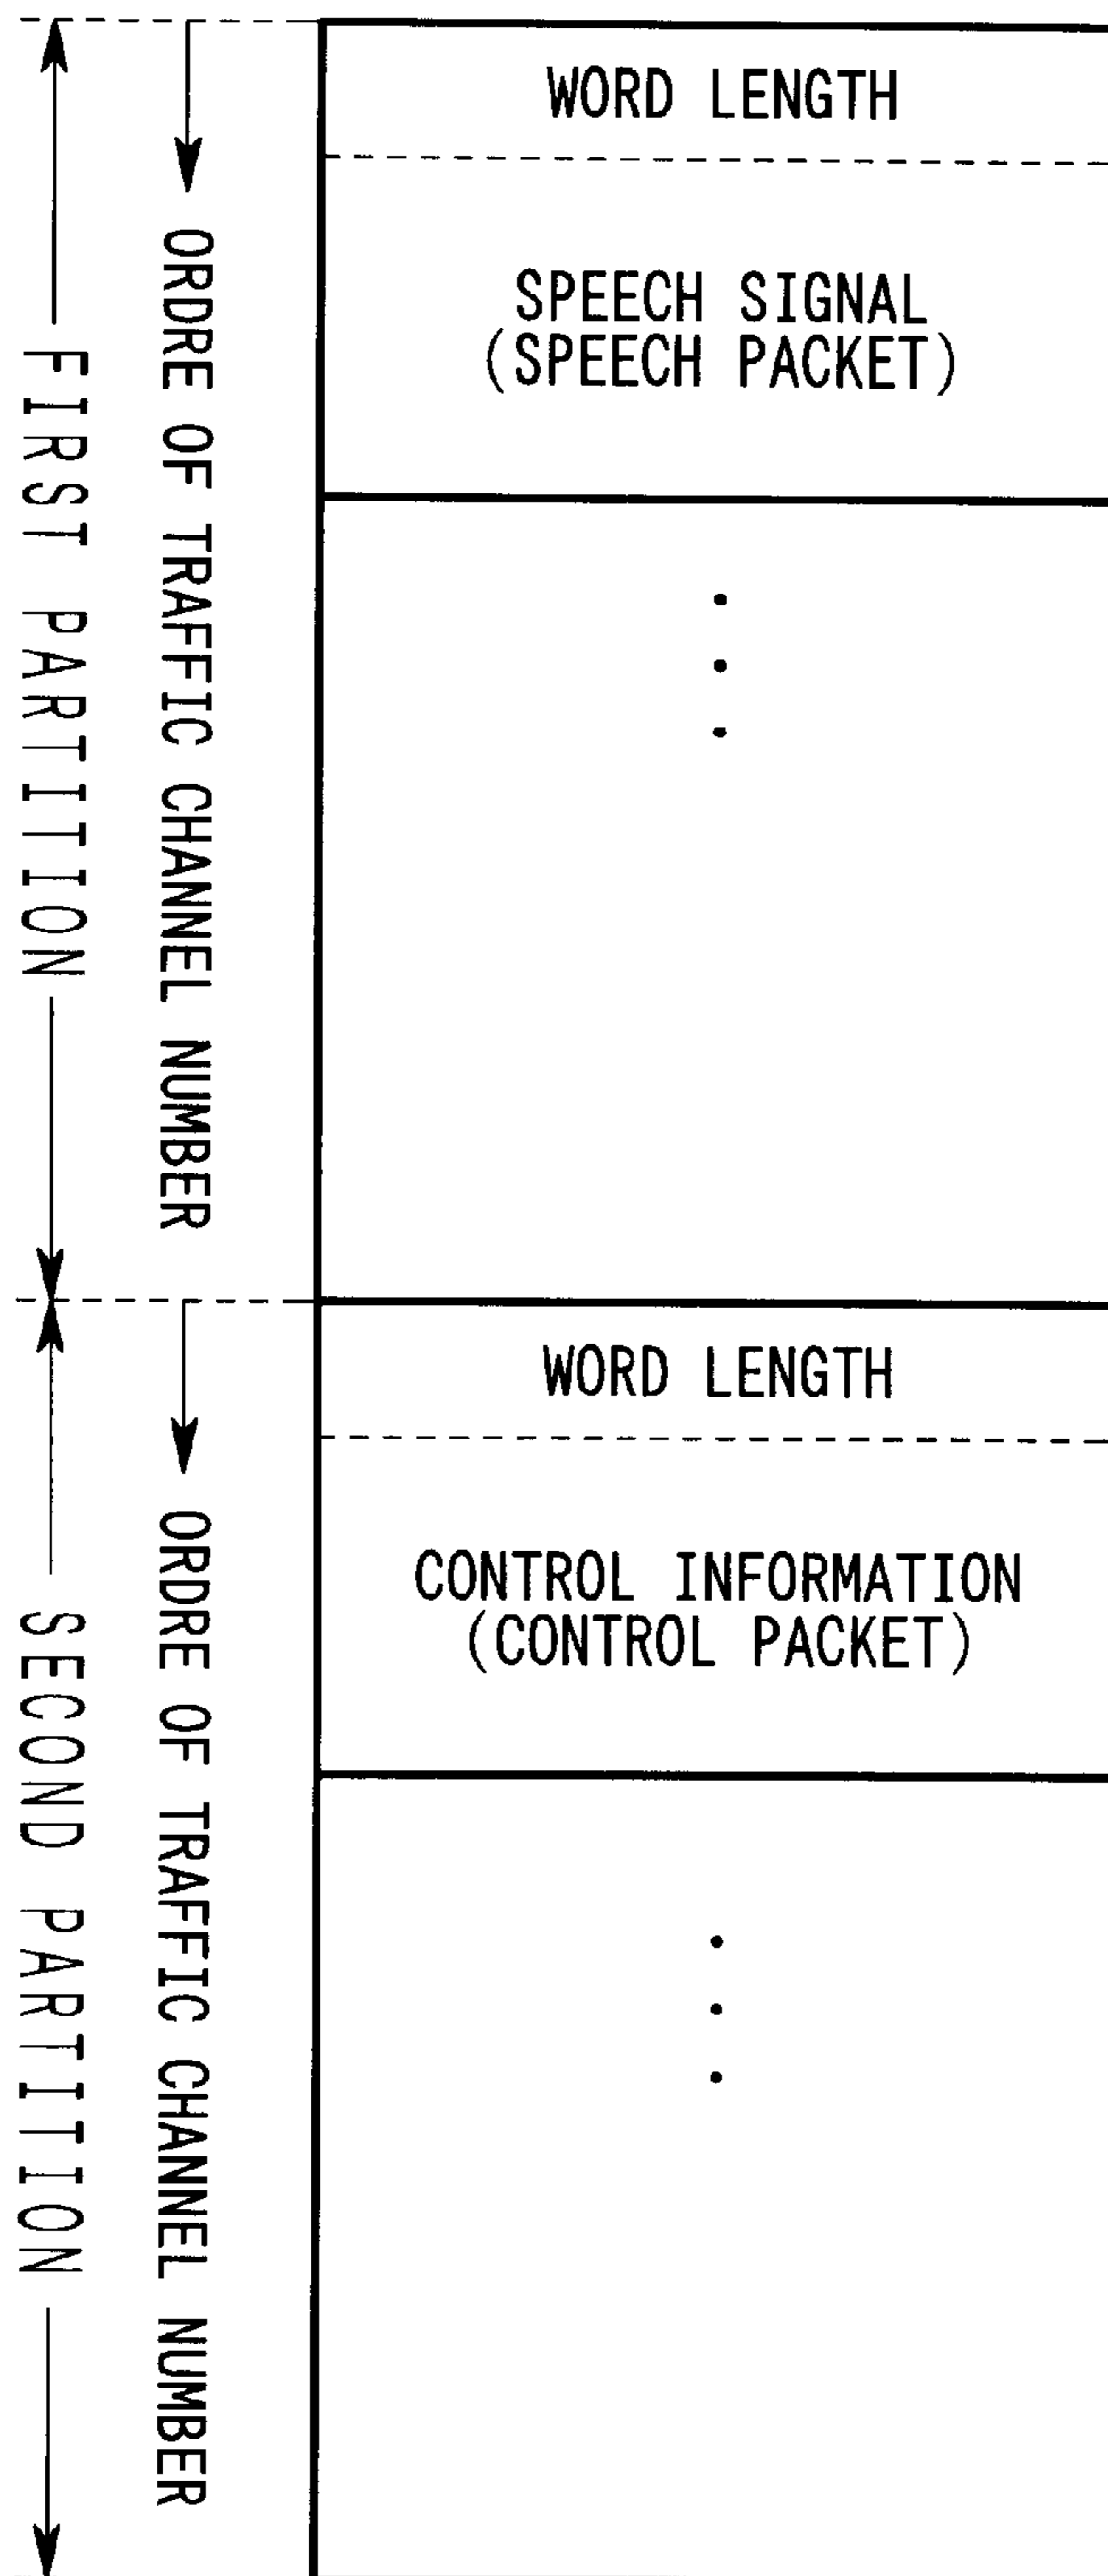 WORD LENGTH
SPEECH SIGNAL
(SPEECH PACKET)
ORDRE OF TRAFFIC CHANNEL NUMBER
FIRST PARTITION
WORD LENGTH
CONTROL INFORMATION
(CONTROL PACKET)
ORDRE OF TRAFFIC CHANNEL NUMBER
SECOND PARTITION